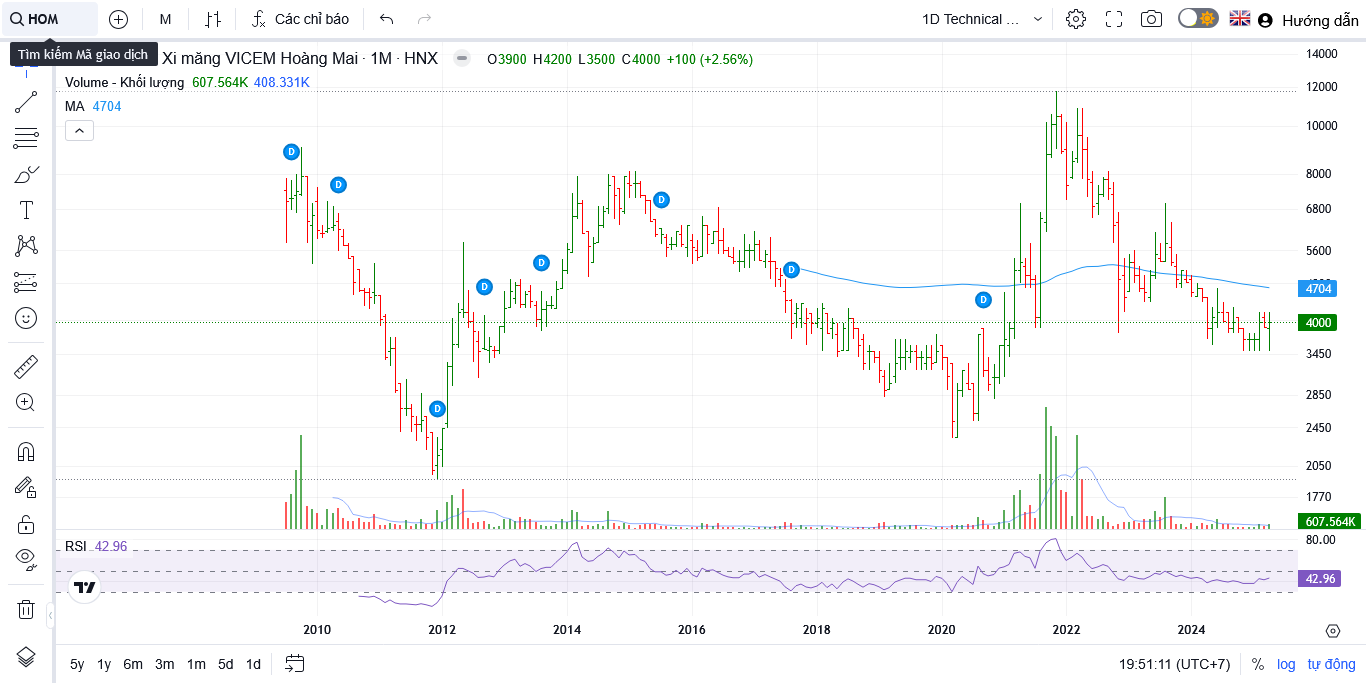 HOM
M
Các chỉ báo
1D Technical ...
Hướng dẫn
Tìm kiếm Mã giao dịch
Xi măng VICEM Hoàng Mai · 1M · HNX
O3900 H4200 L3500 C4000 +100 (+2.56%)
Volume - Khối lượng 607.564K 408.331K
MA 4704
D
D
D
D
D
D
D
D
14000
12000
10000
8000
6800
5600
4704
4000
3450
2850
2450
2050
1770
607.564K
RSI 42.96
80.00
42.96
2010 2012 2014 2016 2018 2020 2022 2024
5y 1y 6m 3m 1m 5d 1d
19:51:11 (UTC+7) % log tự động